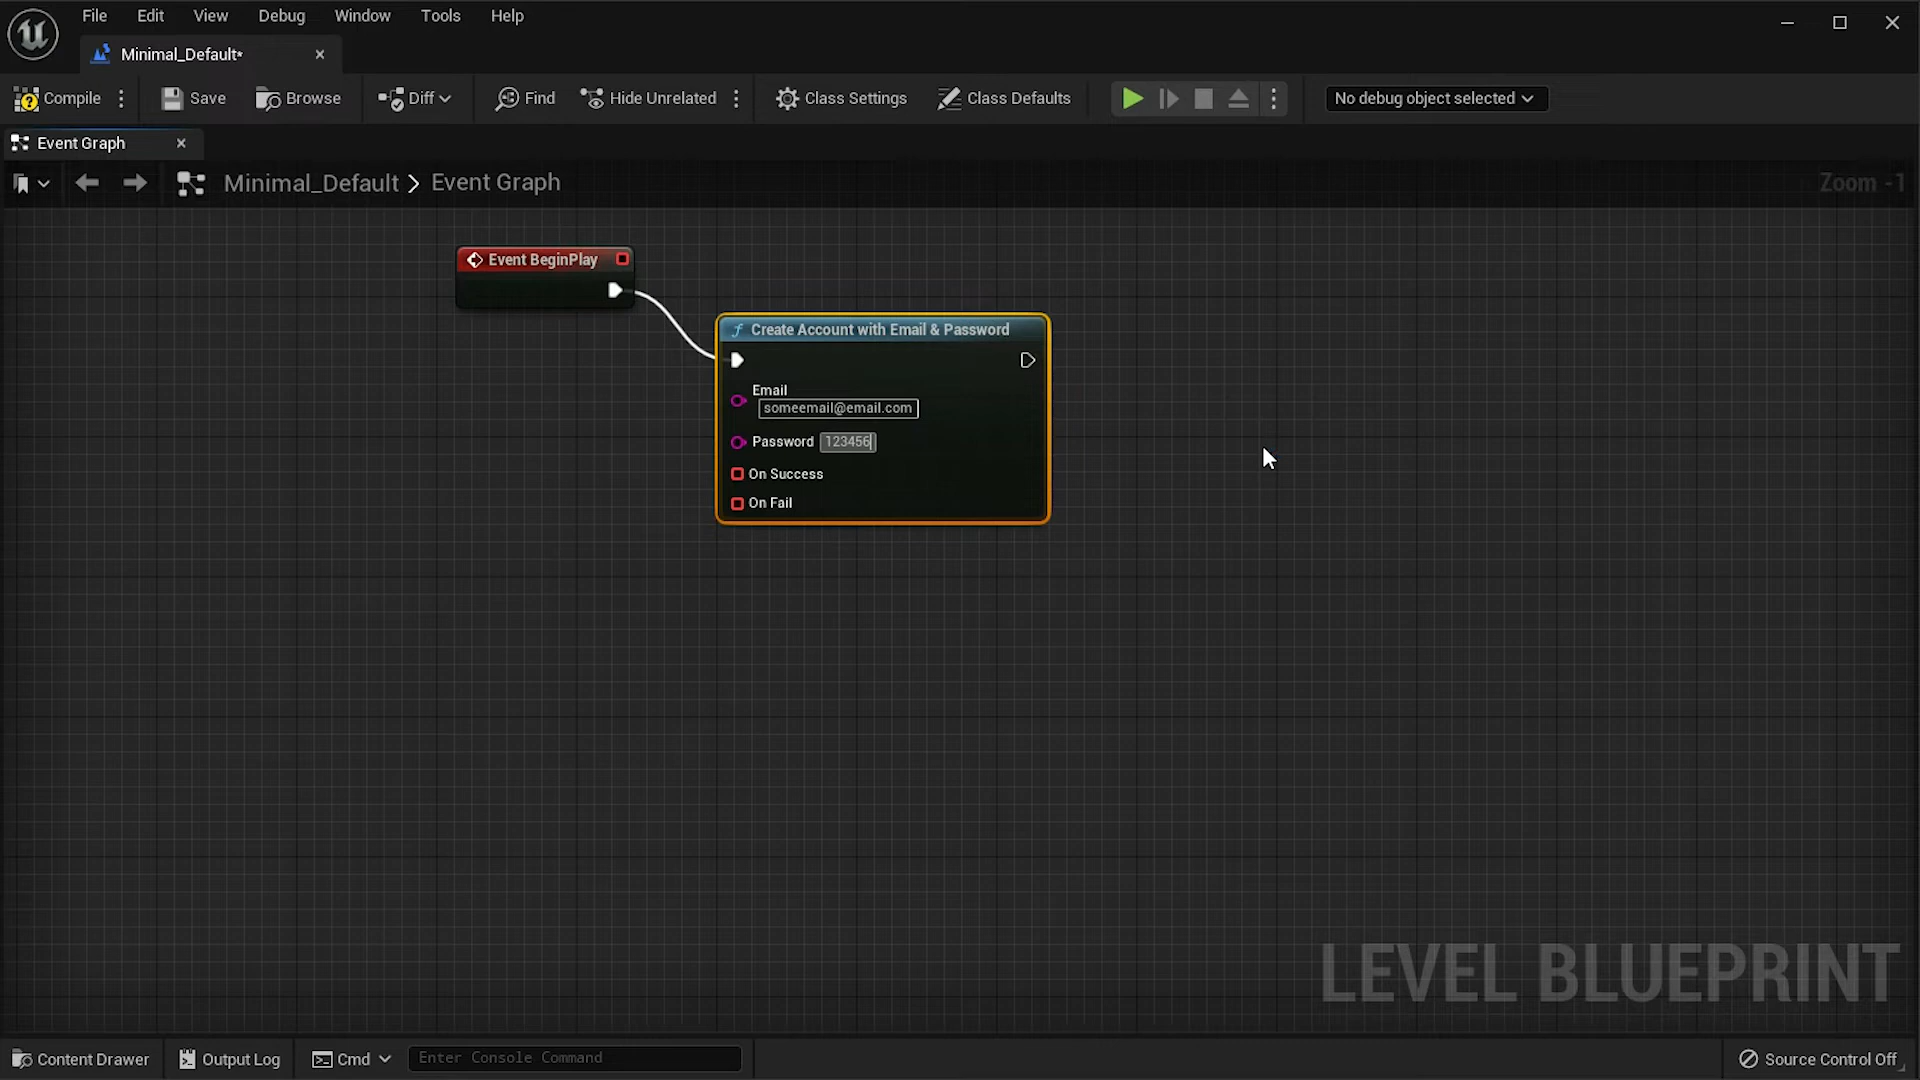 File Edit View Debug Window Tools Help
Minimal_Default*
Compile Save Browse Diff Find Hide Unrelated Class Settings Class Defaults No debug object selected
Event Graph
Minimal_Default > Event Graph Zoom -1
Event BeginPlay
Create Account with Email & Password
Email
someemail@email.com
Password 123456
On Success
On Fail
LEVEL BLUEPRINT
Content Drawer Output Log Cmd Enter Console Command Source Control Off